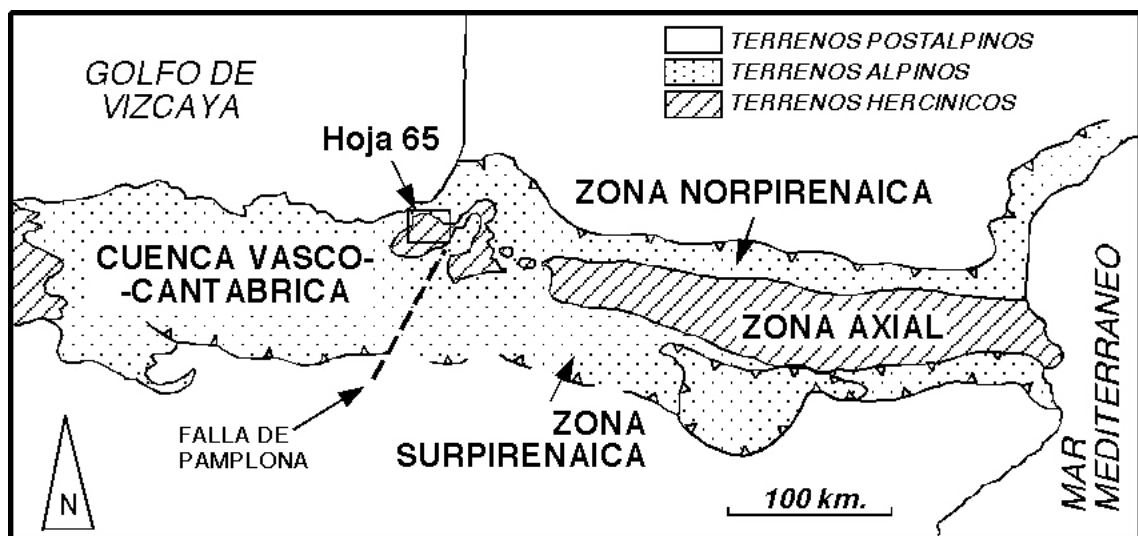 GOLFO DE
VIZCAYA
TERRENOS POSTALPINOS
TERRENOS ALPINOS
TERRENOS HERCINICOS
Hoja 65
ZONA NORPIRENAICA
CUENCA VASCO-
-CANTABRICA
ZONA AXIAL
MAR
MEDITERRANEO
FALLA DE
PAMPLONA
ZONA
SURPIRENAICA
N
100 km.